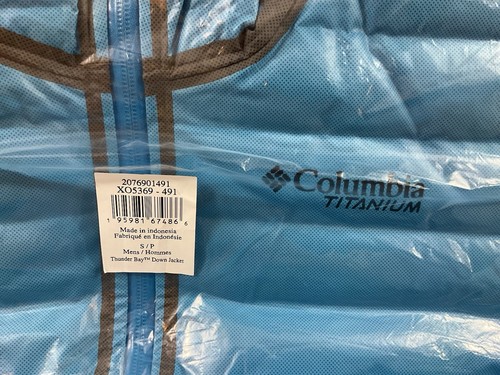 2076901491
XO5369 - 491
1 95981 67486 6
Made in indonesia
Fabriqué en Indonésie
S / P
Mens / Hommes
Thunder Bay™ Down Jacket
Columbia
TITANIUM